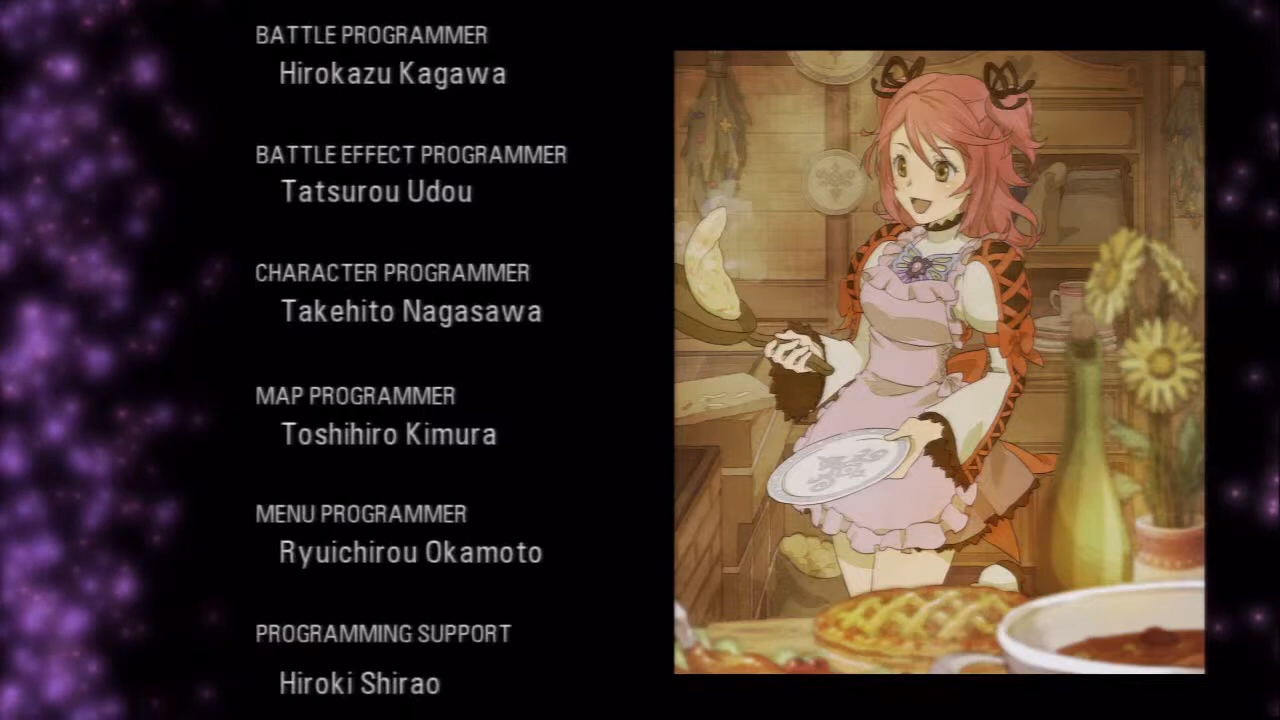 BATTLE PROGRAMMER
Hirokazu Kagawa
BATTLE EFFECT PROGRAMMER
Tatsurou Udou
CHARACTER PROGRAMMER
Takehito Nagasawa
MAP PROGRAMMER
Toshihiro Kimura
MENU PROGRAMMER
Ryuichirou Okamoto
PROGRAMMING SUPPORT
Hiroki Shirao